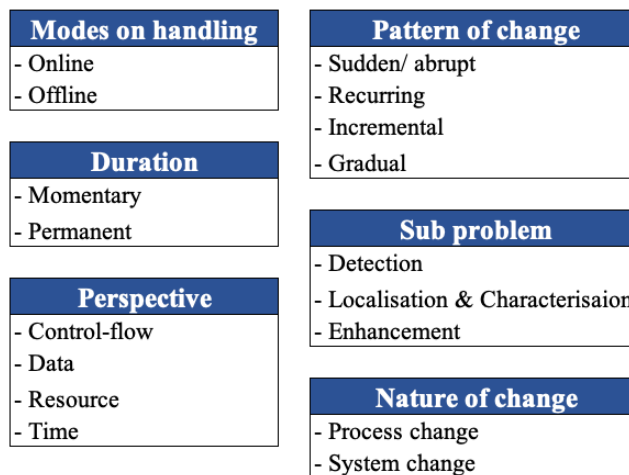 Modes on handling
- Online
- Offline
Duration
- Momentary
- Permanent
Perspective
- Control-flow
- Data
- Resource
- Time
Pattern of change
- Sudden/ abrupt
- Recurring
- Incremental
- Gradual
Sub problem
- Detection
- Localisation & Characterisaion
- Enhancement
Nature of change
- Process change
- System change